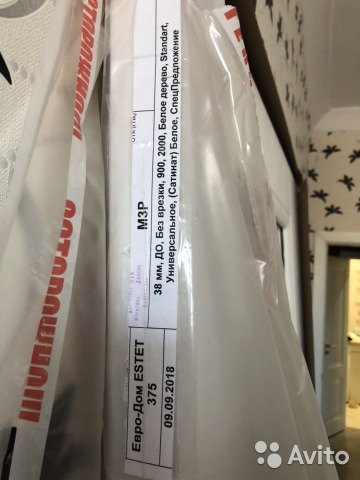 ОСТОРОЖНО!!!
МЗР
38 мм, ДО, Без врезки, 900, 2000, Белое дерево, Standart,
Универсальное, (Сатинат) Белое, СпецПредложение
Евро-Дом ESTET
375
09.09.2018
Avito